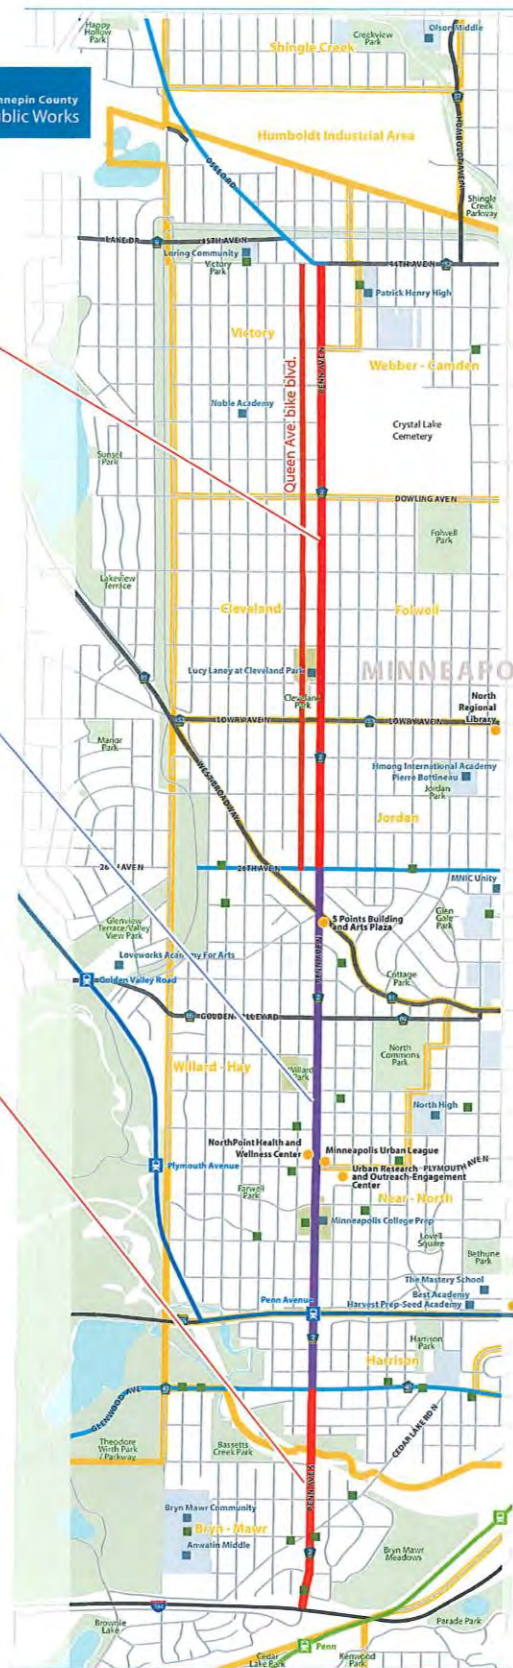 Happy
Hollow
Park
Creekview
Park
Olson Middle
Shingle Creek
nnepin County
ublic Works
Humboldt Industrial Area
HUMBOLDT AVE N
OSSEO RD
Shingle
Creek
Parkway
LAKE DR
45TH AVE N
44TH AVE N
Loring Community
Victory
Park
Patrick Henry High
Victory
PENN AVE N
Webber - Camden
Queen Ave. bike blvd.
Noble Academy
Crystal Lake
Cemetery
Sunset
Park
DOWLING AVE N
Folwell
Park
Lakeview
Terrace
Cleveland
Folwell
Lucy Laney at Cleveland Park
MINNEAPO
Cleveland
Park
North
Regional
Library
LOWRY AVE N
LOWRY AVE N
Manor
Park
WEST BROADWAY
Hmong International Academy
Pierre Bottineau
Jordan
Park
Jordan
26TH AVE N
26TH AVE N
MNIC Unity
Glen
Gale
Park
5 Points Building
and Arts Plaza
Glenview
Terrace/Valley
View Park
PENN AVE N
Loveworks Academy For Arts
Golden Valley Road
Cottage
Park
GOLDEN VALLEY RD
North
Commons
Park
Willard - Hay
Willard
Park
North High
NorthPoint Health and
Wellness Center
Minneapolis Urban League
Plymouth Avenue
Urban Research
and Outreach-Engagement
Center
PLYMOUTH AVE N
Farwell
Park
Near - North
Minneapolis College Prep
Lovell
Square
Bethune
Park
The Mastery School
Best Academy
Harvest Prep-Seed Academy
Penn Avenue
Harrison
Park
Harrison
GLENWOOD AVE
CEDAR LAKE RD N
Theodore
Wirth Park
/ Parkway
Bassetts
Creek Park
PENN AVE N
Bryn Mawr Community
Bryn - Mawr
Anwatin Middle
Bryn Mawr
Meadows
Brownie
Lake
Parade Park
Penn
Cedar
Lake Park
Kenwood
Park